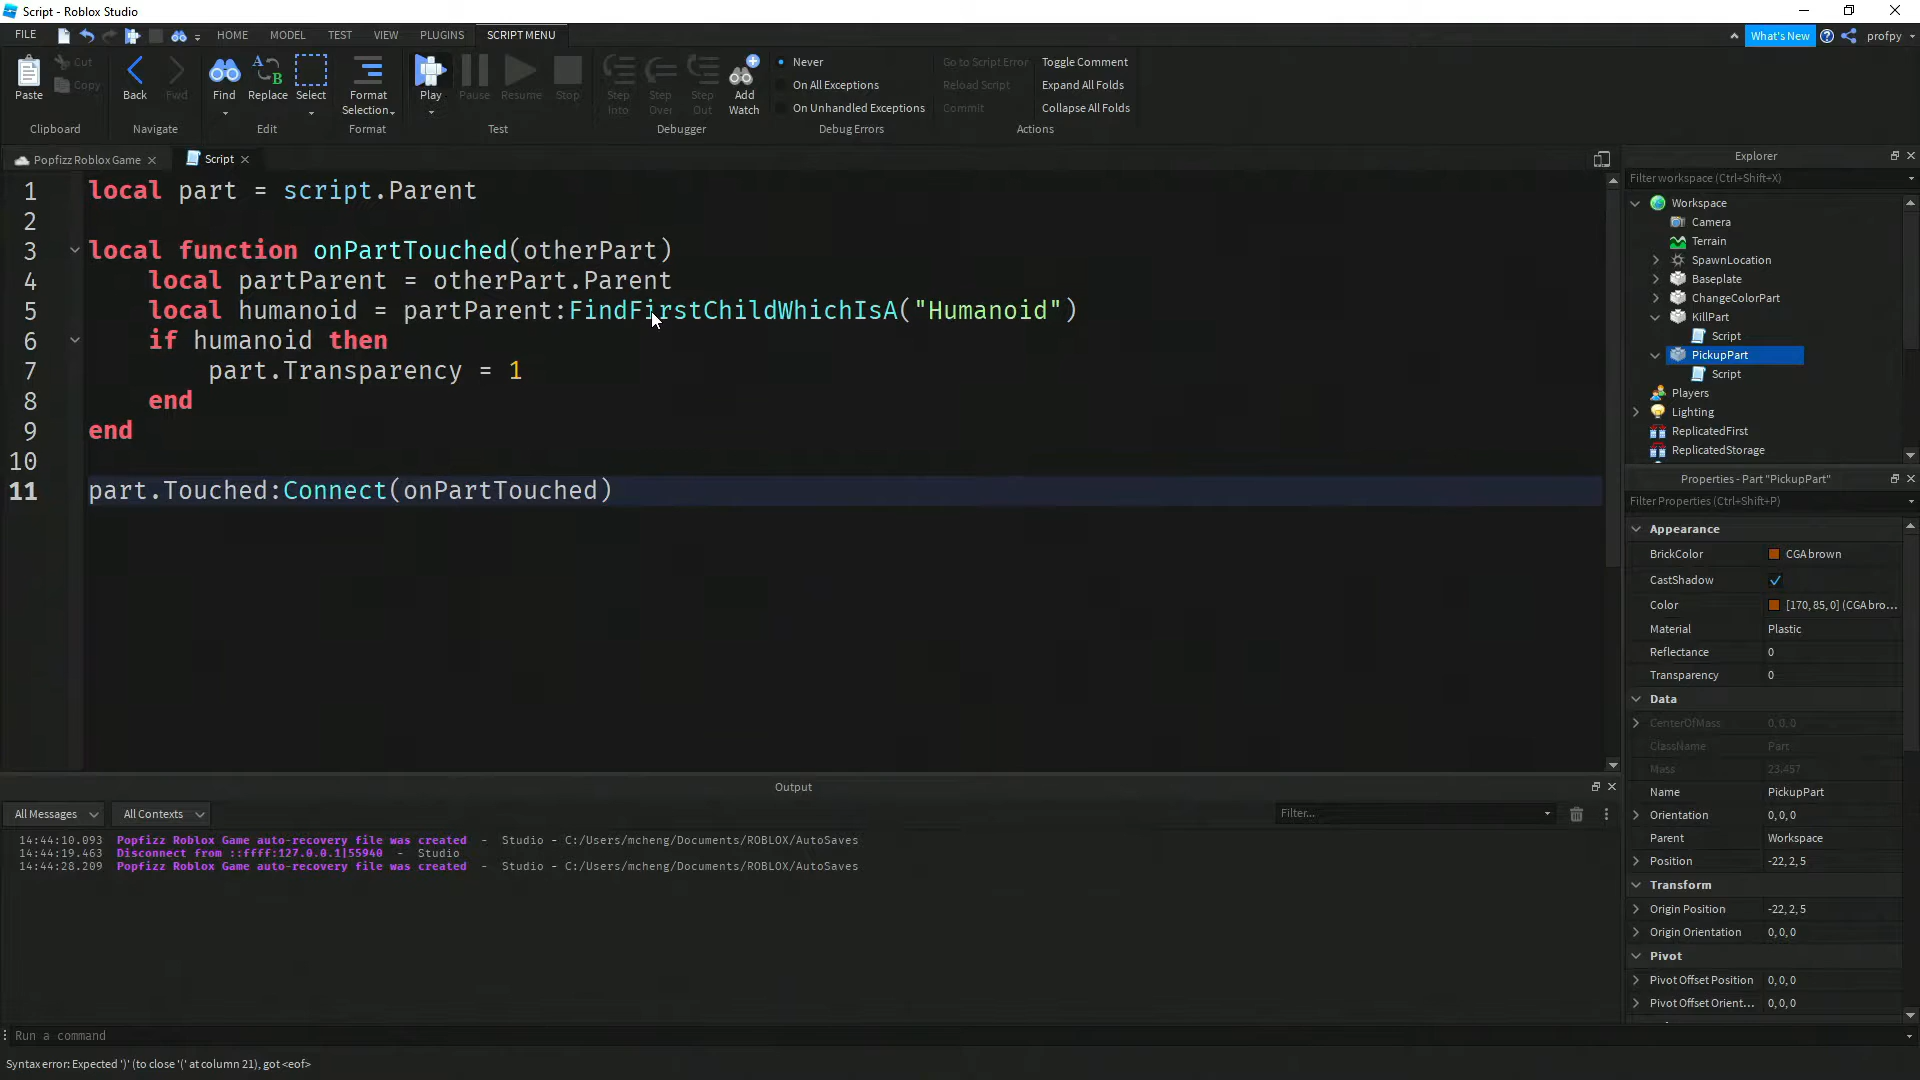 Script - Roblox Studio
FILE HOME MODEL TEST VIEW PLUGINS SCRIPT MENU What's New profpy
Paste Cut Copy Back Fwd Find Replace Select Format Selection Play Pause Resume Stop Step Into Step Over Step Out Add Watch
Never Go to Script Error Toggle Comment
On All Exceptions Reload Script Expand All Folds
On Unhandled Exceptions Commit Collapse All Folds
Clipboard Navigate Edit Format Test Debugger Debug Errors Actions
Popfizz Roblox Game Script
1 local part = script.Parent
2
3 local function onPartTouched(otherPart)
4 local partParent = otherPart.Parent
5 local humanoid = partParent:FindFirstChildWhichIsA("Humanoid")
6 if humanoid then
7 part.Transparency = 1
8 end
9 end
10
11 part.Touched:Connect(onPartTouched)
Output
All Messages All Contexts Filter...
14:44:10.093 Popfizz Roblox Game auto-recovery file was created - Studio - C:/Users/mcheng/Documents/ROBLOX/AutoSaves
14:44:19.463 Disconnect from ::ffff:127.0.0.1|55940 - Studio
14:44:28.209 Popfizz Roblox Game auto-recovery file was created - Studio - C:/Users/mcheng/Documents/ROBLOX/AutoSaves
Run a command
Syntax error: Expected ')' (to close '(' at column 21), got <eof>
Explorer
Filter workspace (Ctrl+Shift+X)
Workspace
Camera
Terrain
SpawnLocation
Baseplate
ChangeColorPart
KillPart
Script
PickupPart
Script
Players
Lighting
ReplicatedFirst
ReplicatedStorage
Properties - Part "PickupPart"
Filter Properties (Ctrl+Shift+P)
Appearance
BrickColor CGA brown
CastShadow
Color [170, 85, 0] (CGA bro...
Material Plastic
Reflectance 0
Transparency 0
Data
CenterOfMass 0, 0, 0
ClassName Part
Mass 23.457
Name PickupPart
Orientation 0, 0, 0
Parent Workspace
Position -22, 2, 5
Transform
Origin Position -22, 2, 5
Origin Orientation 0, 0, 0
Pivot
Pivot Offset Position 0, 0, 0
Pivot Offset Orient... 0, 0, 0